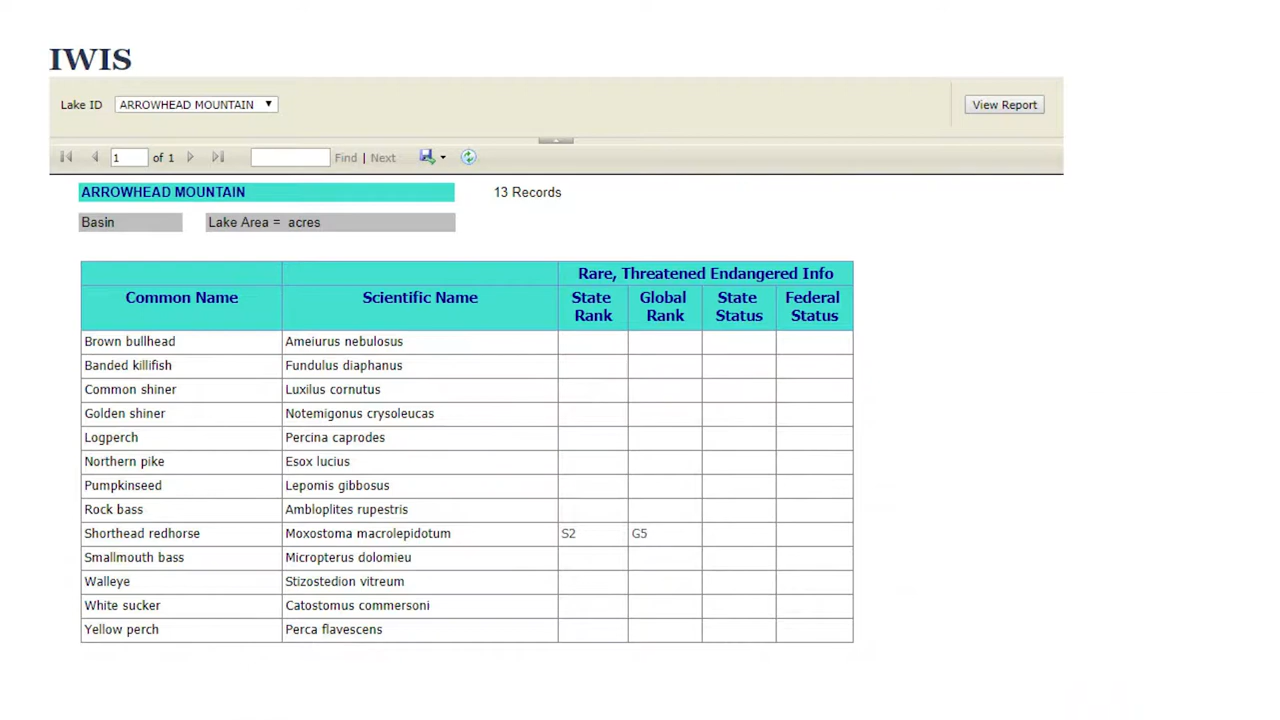 IWIS
Lake ID ARROWHEAD MOUNTAIN View Report
1 of 1 Find | Next
ARROWHEAD MOUNTAIN 13 Records
Basin Lake Area = acres
Rare, Threatened Endangered Info
Common Name Scientific Name State Rank Global Rank State Status Federal Status
Brown bullhead Ameiurus nebulosus
Banded killifish Fundulus diaphanus
Common shiner Luxilus cornutus
Golden shiner Notemigonus crysoleucas
Logperch Percina caprodes
Northern pike Esox lucius
Pumpkinseed Lepomis gibbosus
Rock bass Ambloplites rupestris
Shorthead redhorse Moxostoma macrolepidotum S2 G5
Smallmouth bass Micropterus dolomieu
Walleye Stizostedion vitreum
White sucker Catostomus commersoni
Yellow perch Perca flavescens